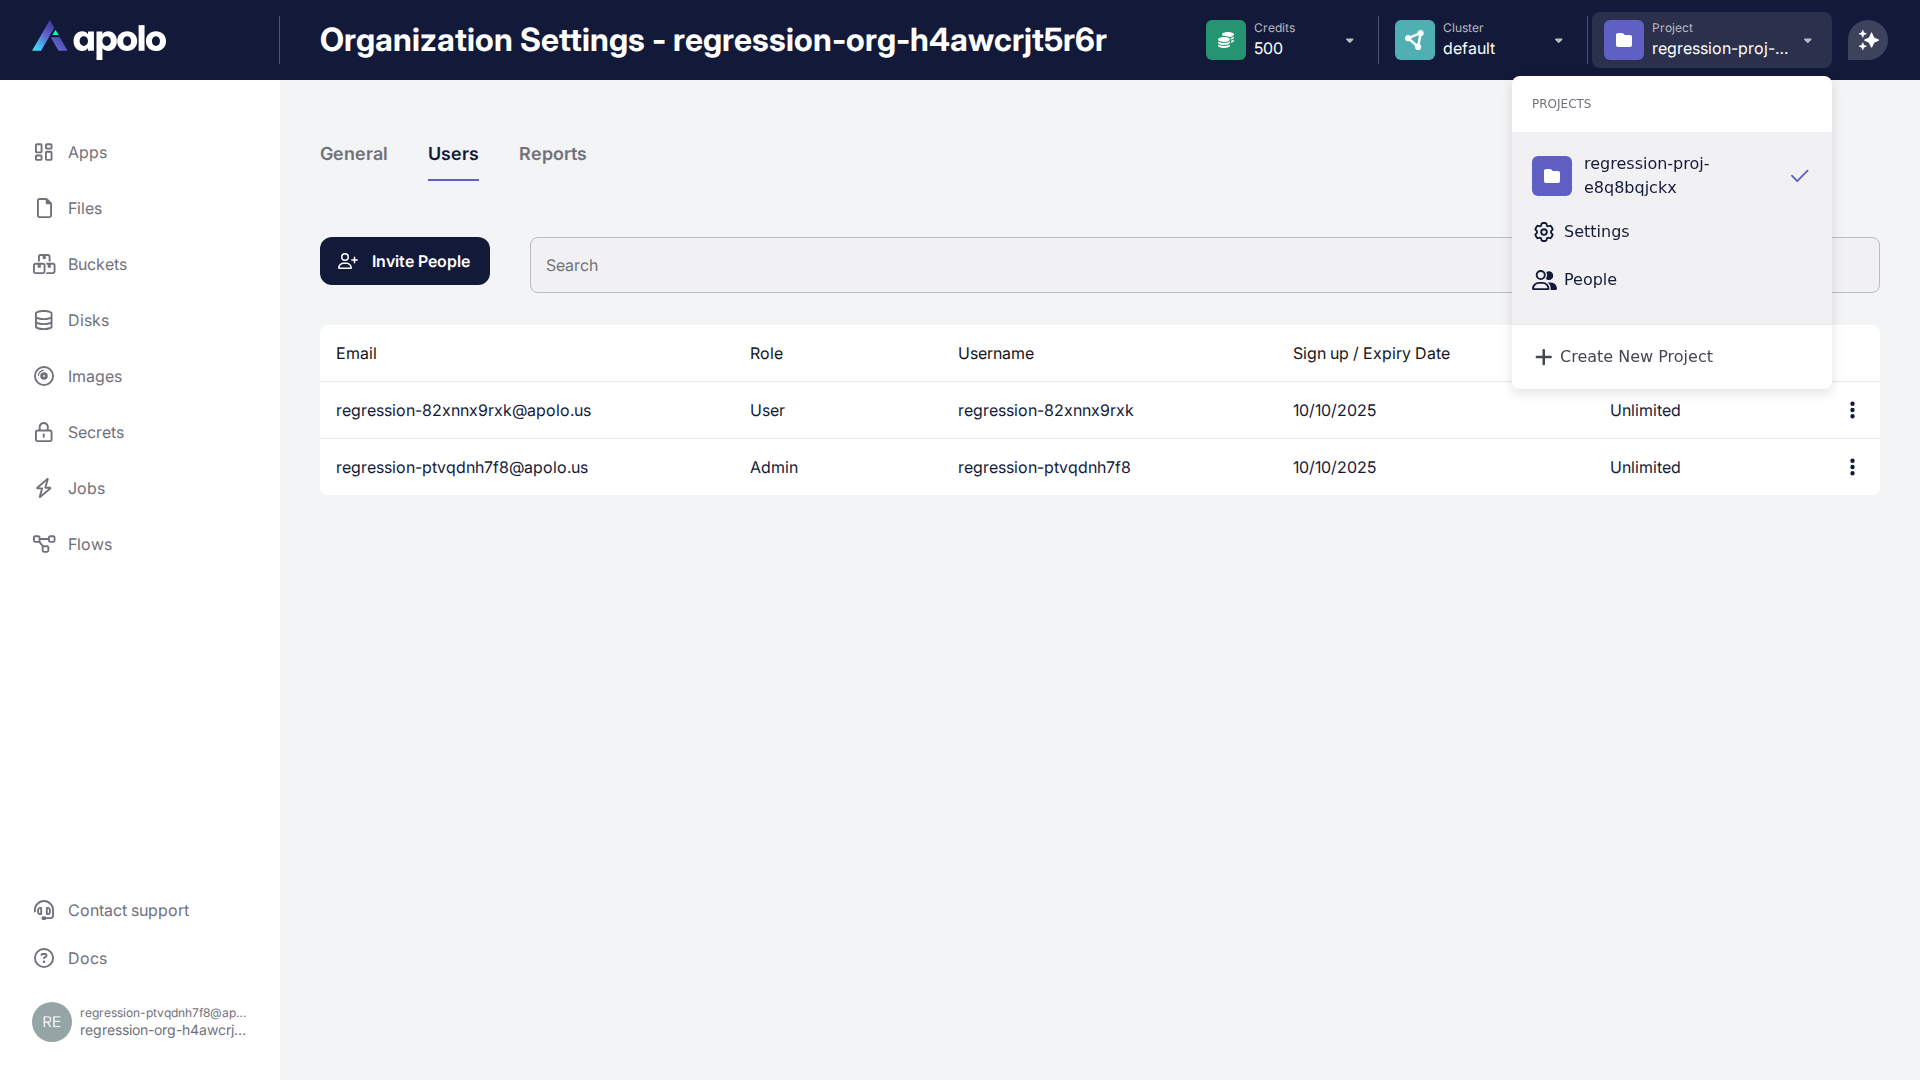 apolo
Organization Settings - regression-org-h4awcrjt5r6r
Credits
500
Cluster
default
Project
regression-proj-...
PROJECTS
regression-proj-
e8q8bqjckx
Settings
People
Create New Project
Apps
Files
Buckets
Disks
Images
Secrets
Jobs
Flows
Contact support
Docs
RE
regression-ptvqdnh7f8@ap...
regression-org-h4awcrj...
General Users Reports
Invite People
Search
Email Role Username Sign up / Expiry Date
regression-82xnnx9rxk@apolo.us User regression-82xnnx9rxk 10/10/2025 Unlimited
regression-ptvqdnh7f8@apolo.us Admin regression-ptvqdnh7f8 10/10/2025 Unlimited